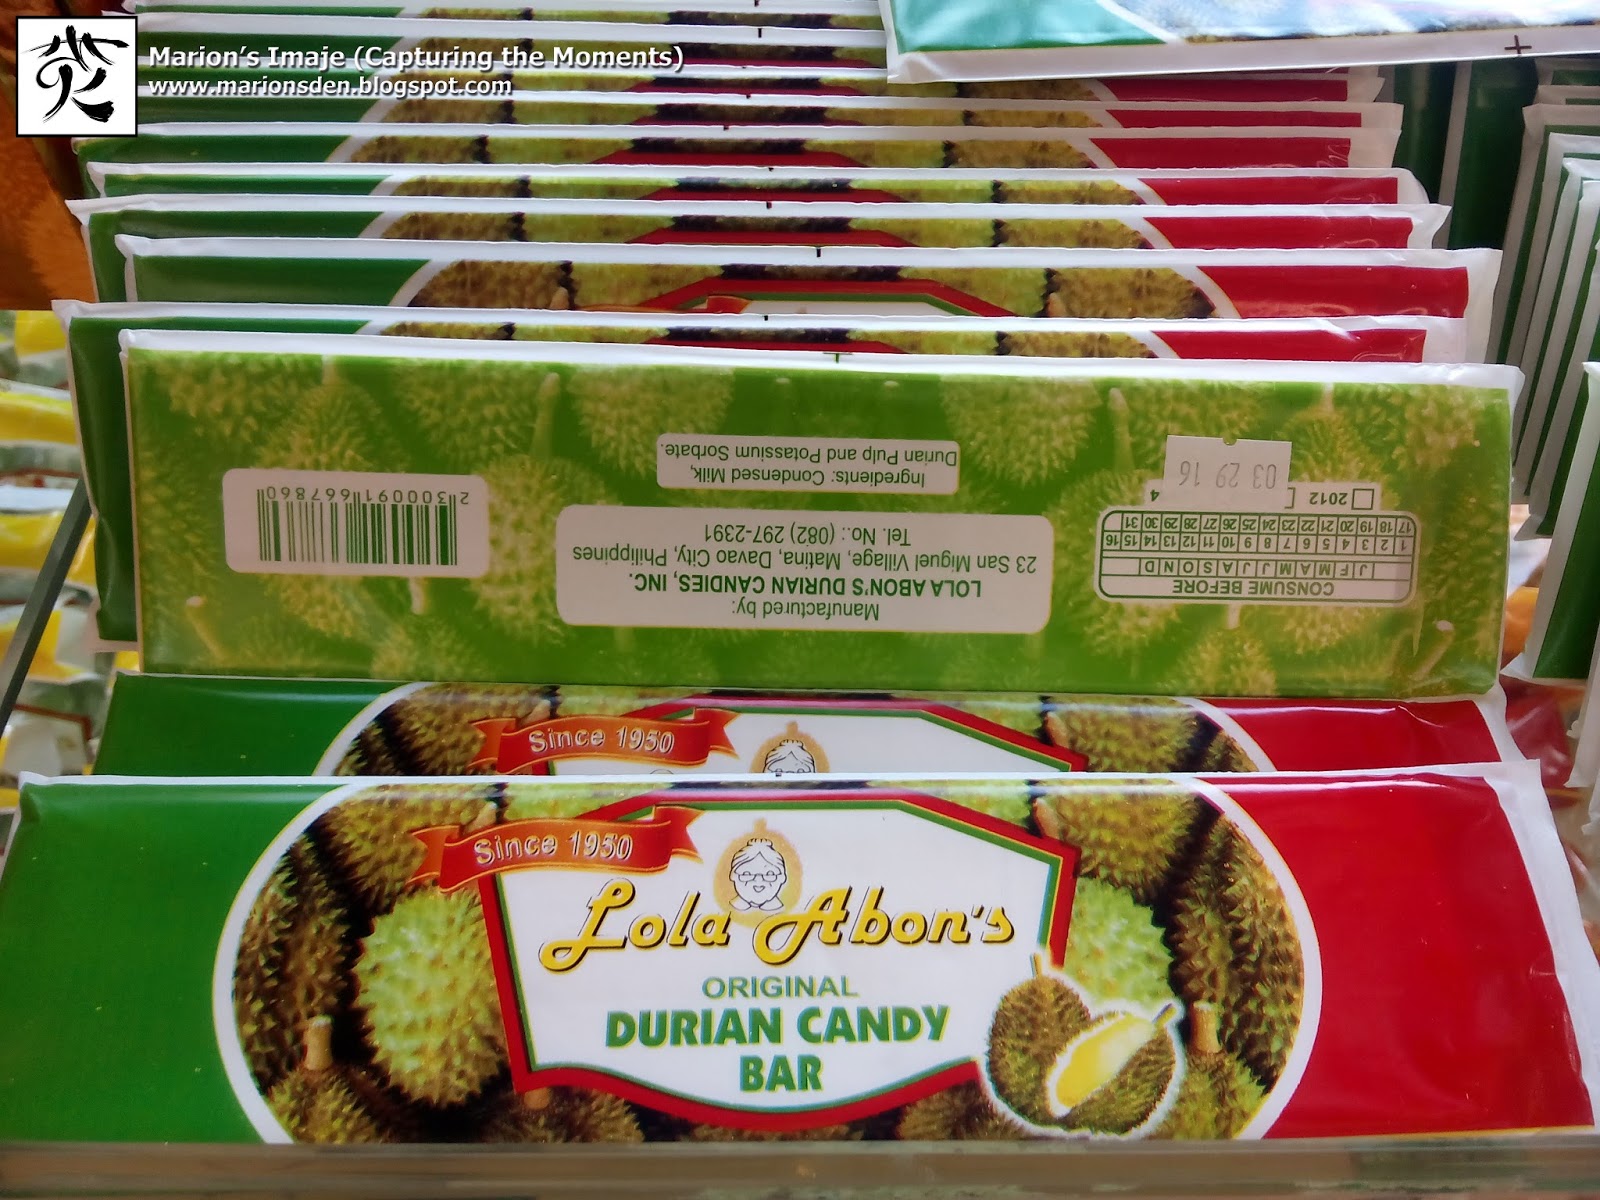 Marion's Imaje (Capturing the Moments)
www.marionsden.blogspot.com
CONSUME BEFORE
J F M A M J J A S O N D
1 2 3 4 5 6 7 8 9 10 11 12 13 14 15 16
17 18 19 20 21 22 23 24 25 26 27 28 29 30 31
2012 4
03 29 16
Manufactured by:
LOLA ABON'S DURIAN CANDIES, INC.
23 San Miguel Village, Matina, Davao City, Philippines
Tel. No.: (082) 297-2391
Ingredients: Condensed Milk,
Durian Pulp and Potassium Sorbate.
2300091667860
Since 1950
Since 1950
Lola Abon's
ORIGINAL
DURIAN CANDY
BAR